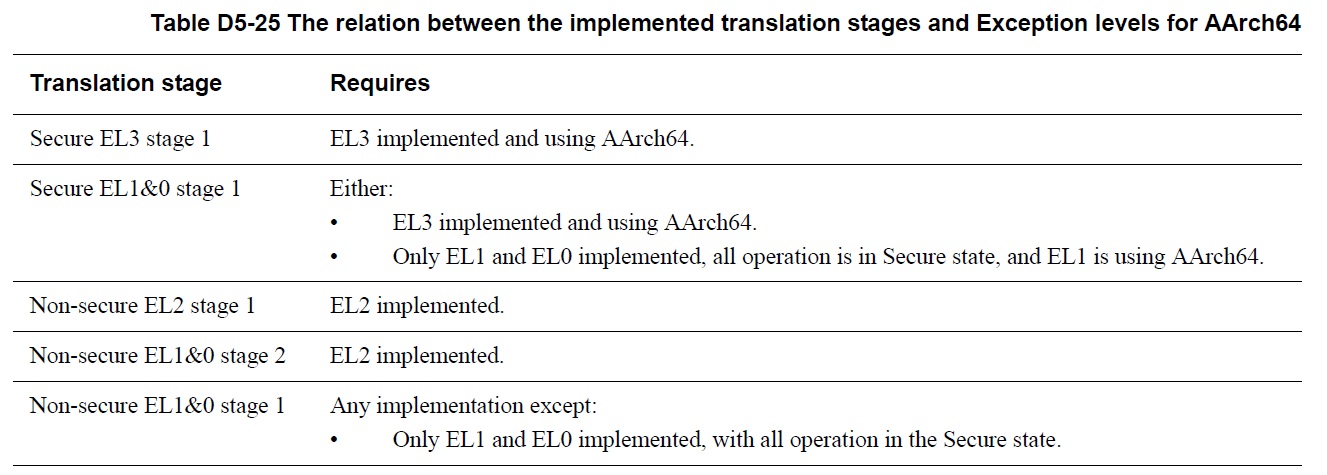 Table D5-25 The relation between the implemented translation stages and Exception levels for AArch64
Translation stage Requires
Secure EL3 stage 1 EL3 implemented and using AArch64.
Secure EL1&0 stage 1 Either:
• EL3 implemented and using AArch64.
• Only EL1 and EL0 implemented, all operation is in Secure state, and EL1 is using AArch64.
Non-secure EL2 stage 1 EL2 implemented.
Non-secure EL1&0 stage 2 EL2 implemented.
Non-secure EL1&0 stage 1 Any implementation except:
• Only EL1 and EL0 implemented, with all operation in the Secure state.